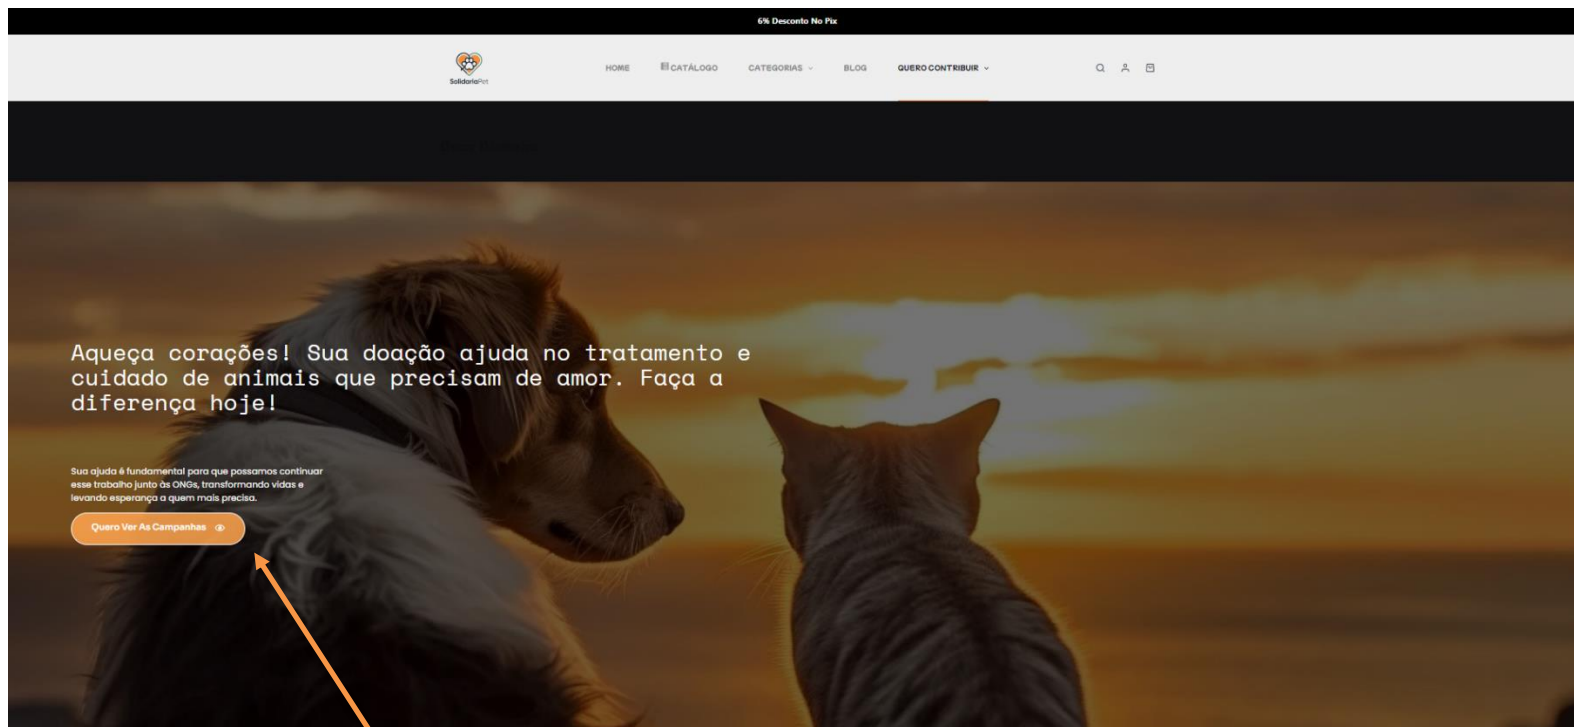 6% Desconto No Pix
SolidariaPet
HOME
CATÁLOGO
CATEGORIAS
BLOG
QUERO CONTRIBUIR
Aqueça corações! Sua doação ajuda no tratamento e
cuidado de animais que precisam de amor. Faça a
diferença hoje!
Sua ajuda é fundamental para que possamos continuar
esse trabalho junto às ONGs, transformando vidas e
levando esperança a quem mais precisa.
Quero Ver As Campanhas